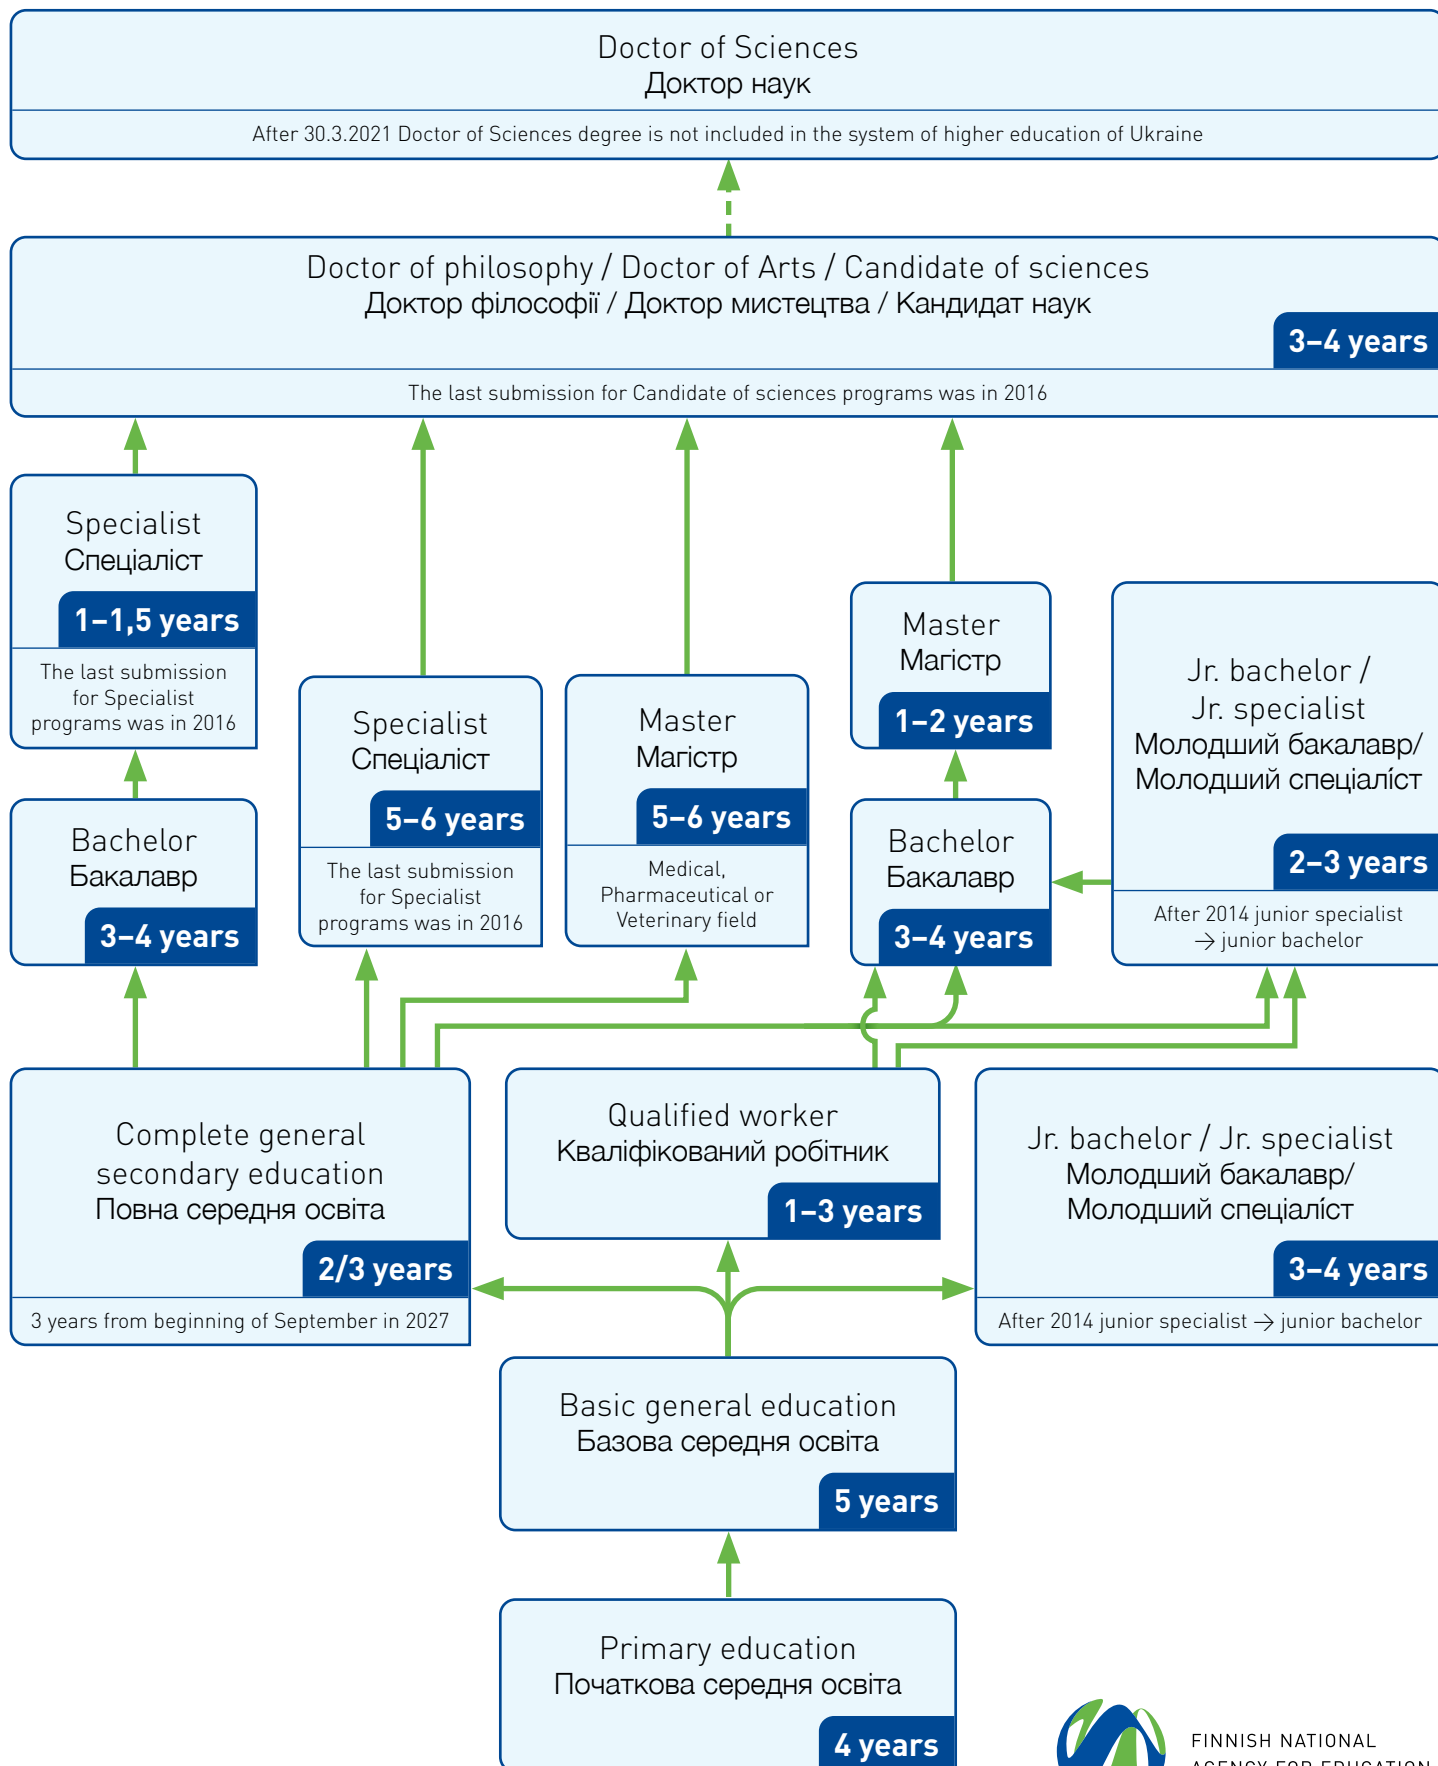 Doctor of Sciences
Доктор наук
After 30.3.2021 Doctor of Sciences degree is not included in the system of higher education of Ukraine
Doctor of philosophy / Doctor of Arts / Candidate of sciences
Доктор філософії / Доктор мистецтва / Кандидат наук
3–4 years
The last submission for Candidate of sciences programs was in 2016
Specialist
Спеціаліст
1–1,5 years
The last submission
for Specialist
programs was in 2016
Bachelor
Бакалавр
3–4 years
Specialist
Спеціаліст
5–6 years
The last submission
for Specialist
programs was in 2016
Master
Магістр
5–6 years
Medical,
Pharmaceutical or
Veterinary field
Master
Магістр
1–2 years
Bachelor
Бакалавр
3–4 years
Jr. bachelor /
Jr. specialist
Молодший бакалавр/
Молодший спеціалíст
2–3 years
After 2014 junior specialist
→ junior bachelor
Complete general
secondary education
Повна середня освіта
2/3 years
3 years from beginning of September in 2027
Qualified worker
Кваліфікований робітник
1–3 years
Jr. bachelor / Jr. specialist
Молодший бакалавр/
Молодший спеціалíст
3–4 years
After 2014 junior specialist → junior bachelor
Basic general education
Базова середня освіта
5 years
Primary education
Початкова середня освіта
4 years
FINNISH NATIONAL
AGENCY FOR EDUCATION